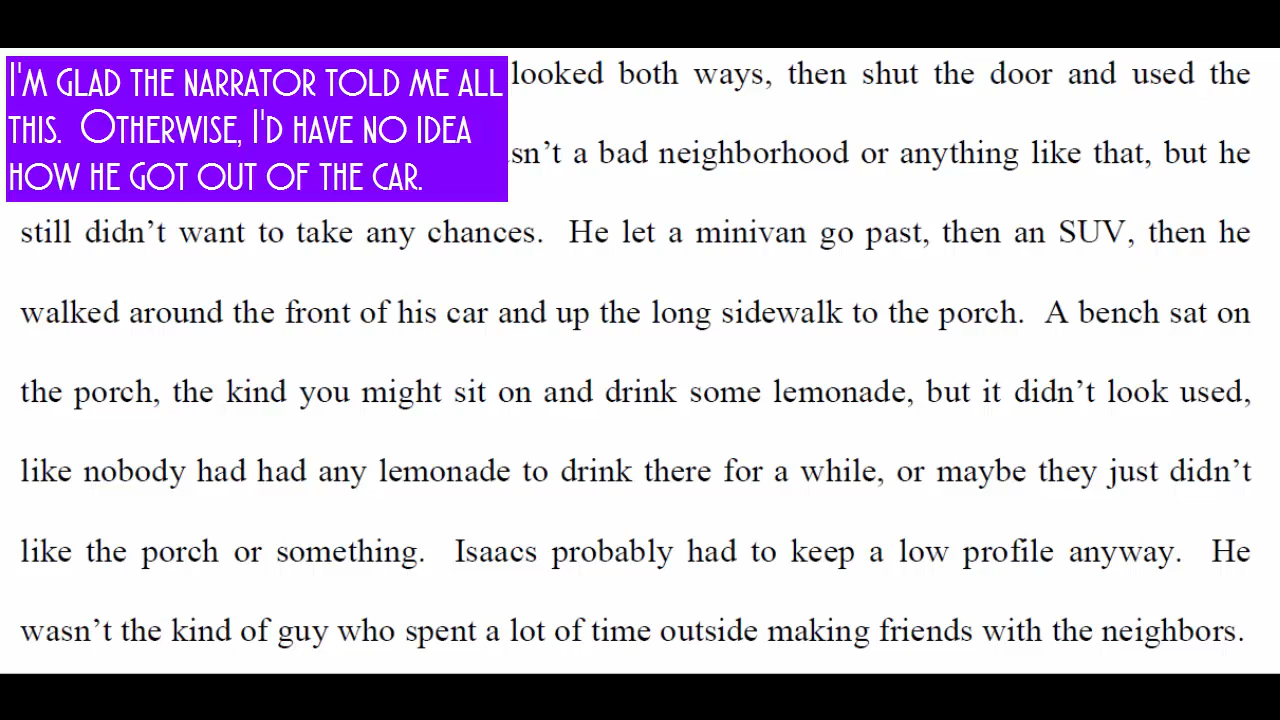 I'm glad the narrator told me all
this.  Otherwise, I'd have no idea
how he got out of the car.
looked both ways, then shut the door and used the
a bad neighborhood or anything like that, but he
still didn’t want to take any chances.  He let a minivan go past, then an SUV, then he
walked around the front of his car and up the long sidewalk to the porch.  A bench sat on
the porch, the kind you might sit on and drink some lemonade, but it didn’t look used,
like nobody had had any lemonade to drink there for a while, or maybe they just didn’t
like the porch or something.  Isaacs probably had to keep a low profile anyway.  He
wasn’t the kind of guy who spent a lot of time outside making friends with the neighbors.